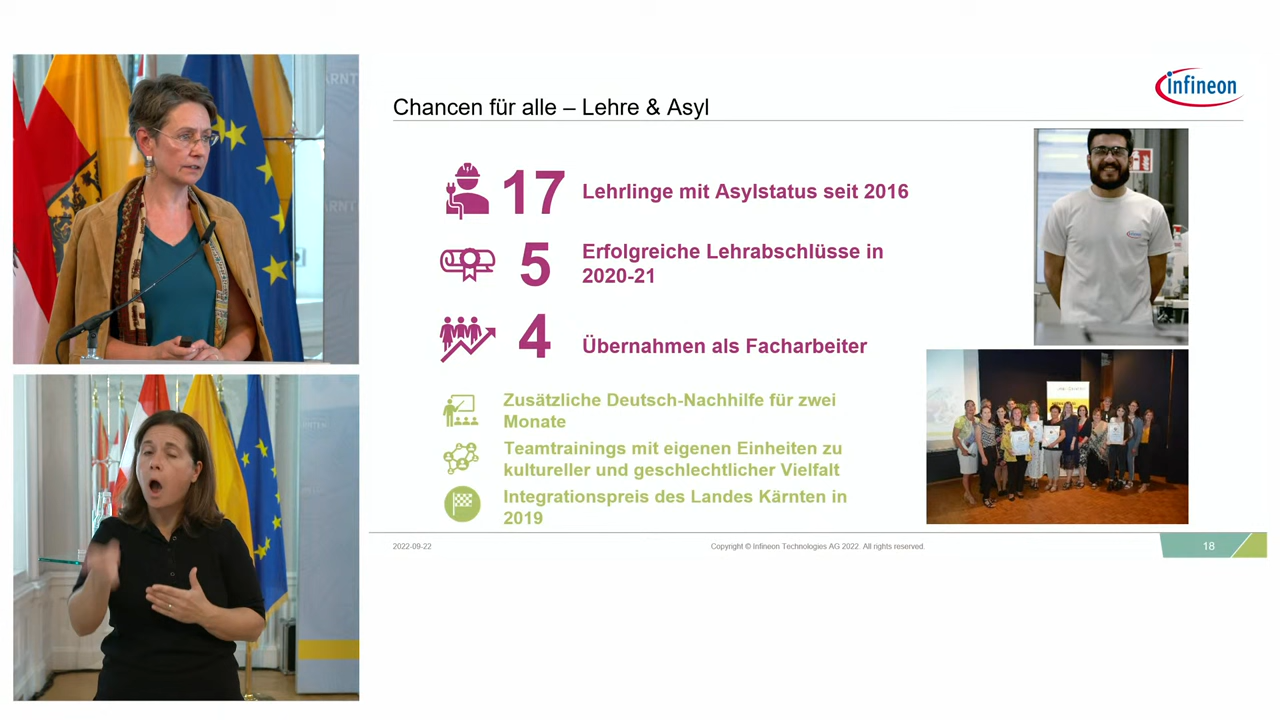 infineon
Chancen für alle – Lehre & Asyl
17 Lehrlinge mit Asylstatus seit 2016
5 Erfolgreiche Lehrabschlüsse in
2020-21
4 Übernahmen als Facharbeiter
Zusätzliche Deutsch-Nachhilfe für zwei
Monate
Teamtrainings mit eigenen Einheiten zu
kultureller und geschlechtlicher Vielfalt
Integrationspreis des Landes Kärnten in
2019
2022-09-22
Copyright © Infineon Technologies AG 2022. All rights reserved.
18